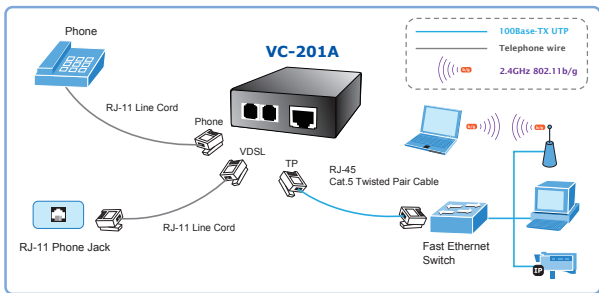 Phone
VC-201A
100Base-TX UTP
Telephone wire
2.4GHz 802.11b/g
RJ-11 Line Cord
Phone
VDSL
TP
RJ-45
Cat.5 Twisted Pair Cable
RJ-11 Line Cord
RJ-11 Phone Jack
Fast Ethernet
Switch
IP